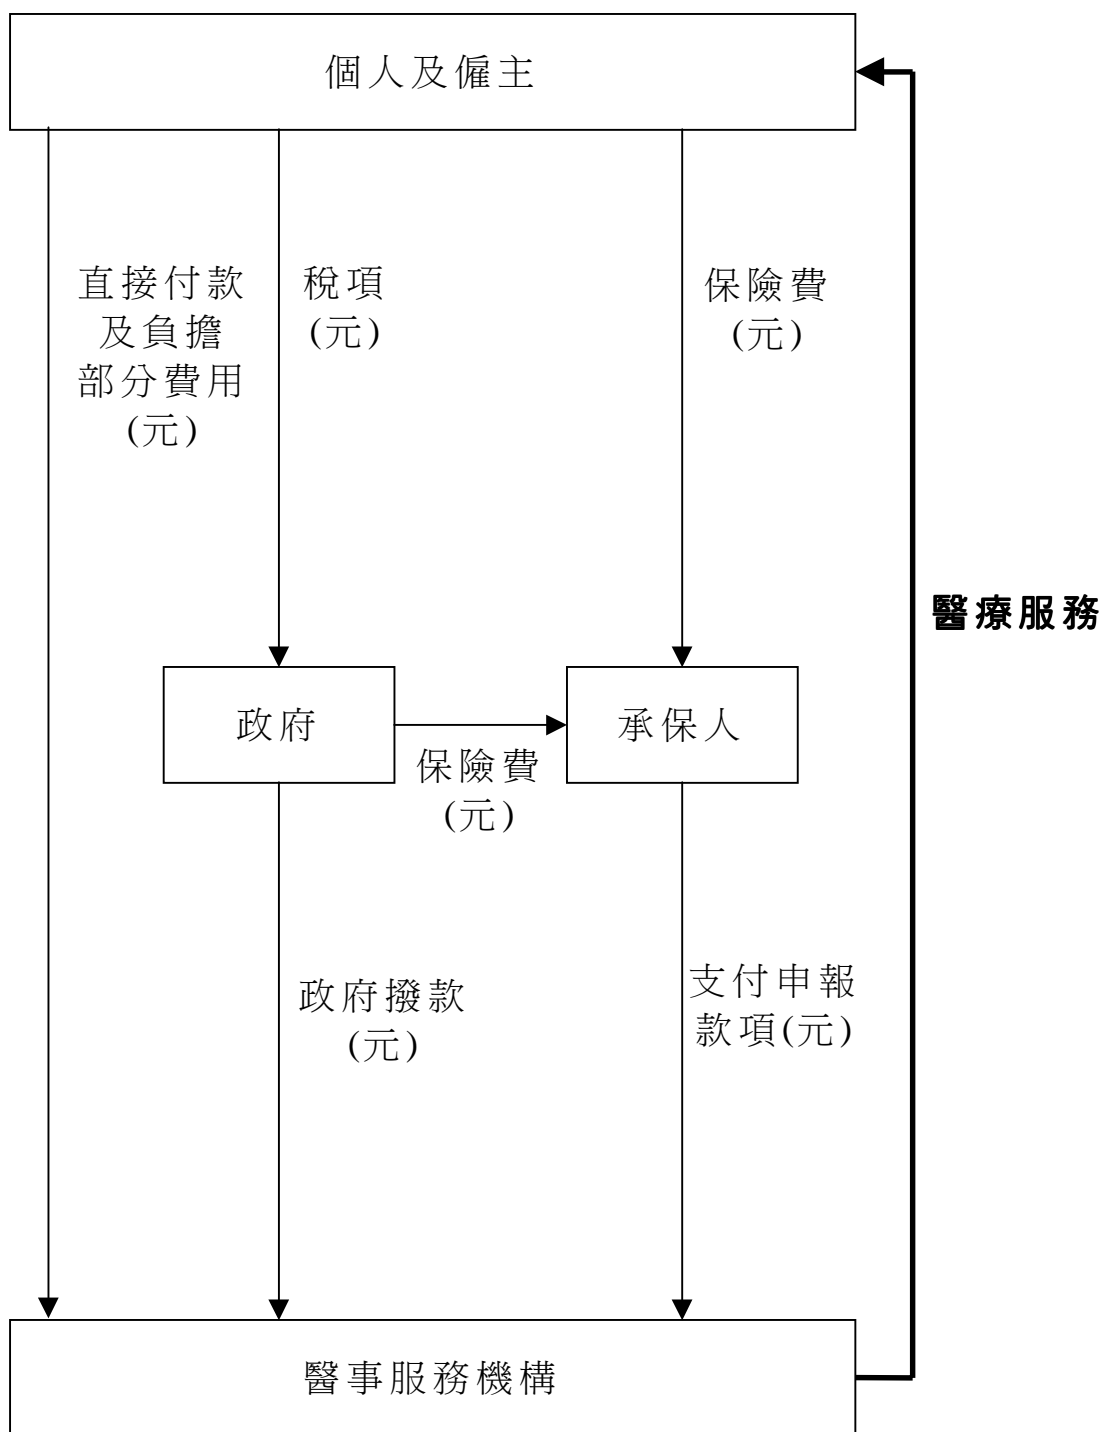 個人及僱主
直接付款
及負擔
部分費用
(元)
稅項
(元)
保險費
(元)
醫療服務
政府
承保人
保險費
(元)
政府撥款
(元)
支付申報
款項(元)
醫事服務機構